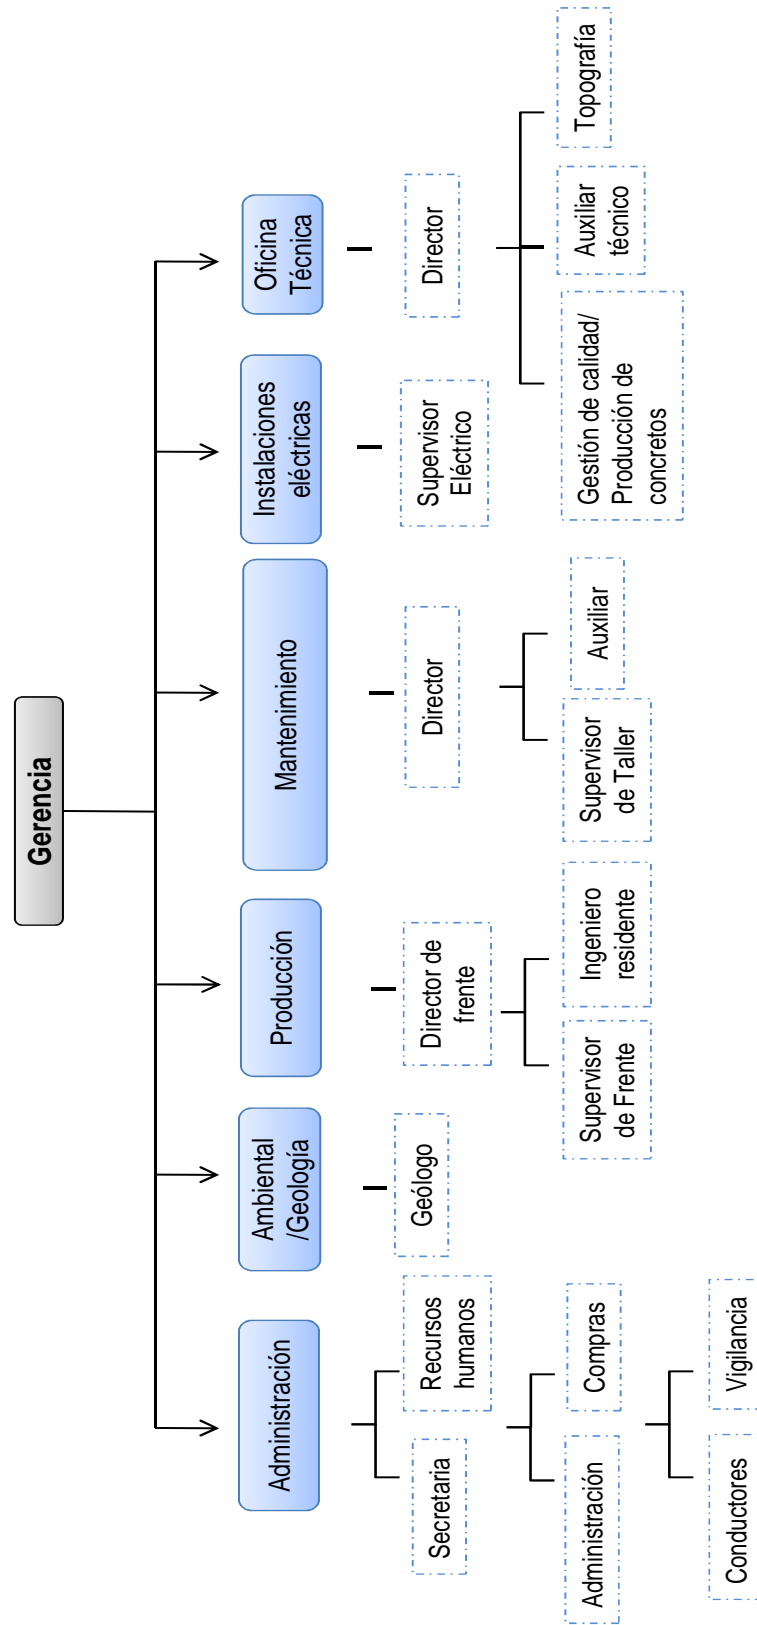 Gerencia
Administración
Ambiental
/Geología
Producción
Mantenimiento
Instalaciones
eléctricas
Oficina
Técnica
Secretaria
Recursos
humanos
Geólogo
Director de
frente
Director
Supervisor
Eléctrico
Director
Administración
Compras
Supervisor
de Frente
Ingeniero
residente
Supervisor
de Taller
Auxiliar
Gestión de calidad/
Producción de
concretos
Auxiliar
técnico
Topografía
Conductores
Vigilancia